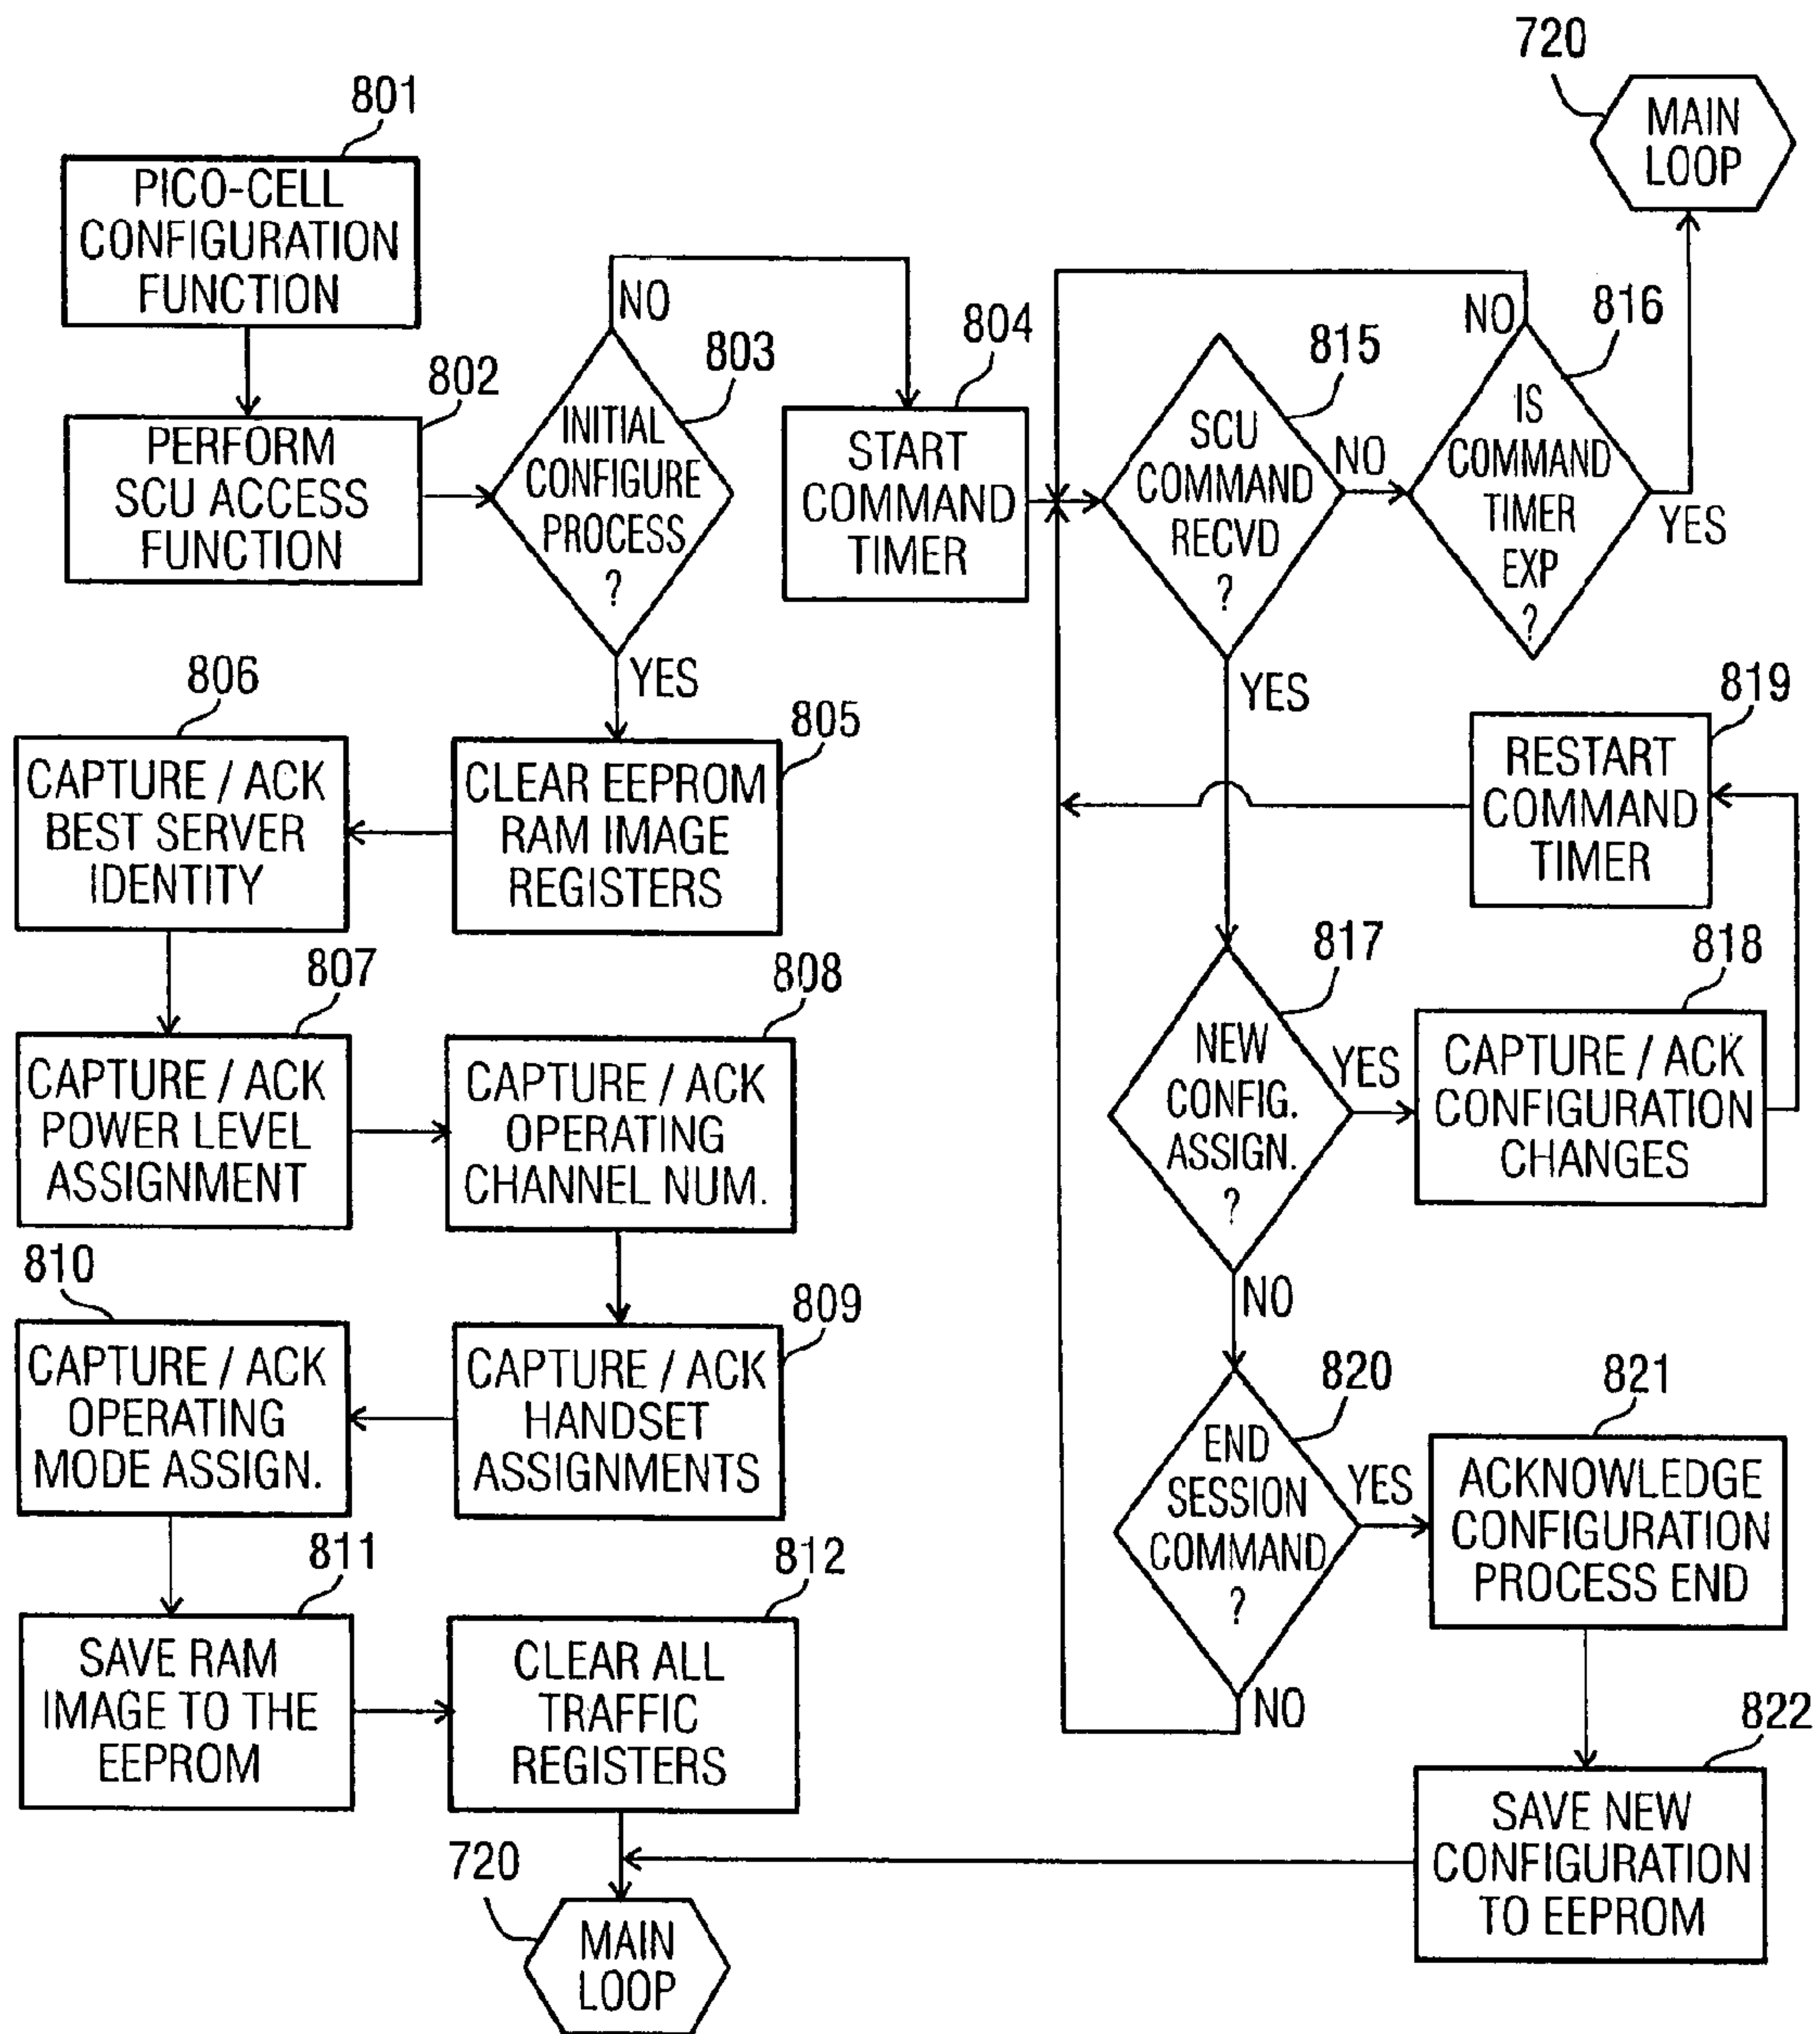 801
PICO-CELL
CONFIGURATION
FUNCTION
802
PERFORM
SCU ACCESS
FUNCTION
803
INITIAL
CONFIGURE
PROCESS
?
NO
YES
804
START
COMMAND
TIMER
815
SCU
COMMAND
RECVD
?
NO
YES
816
IS
COMMAND
TIMER
EXP
?
NO
YES
720
MAIN
LOOP
805
CLEAR EEPROM
RAM IMAGE
REGISTERS
806
CAPTURE / ACK
BEST SERVER
IDENTITY
807
CAPTURE / ACK
POWER LEVEL
ASSIGNMENT
808
CAPTURE / ACK
OPERATING
CHANNEL NUM.
809
CAPTURE / ACK
HANDSET
ASSIGNMENTS
810
CAPTURE / ACK
OPERATING
MODE ASSIGN.
811
SAVE RAM
IMAGE TO THE
EEPROM
812
CLEAR ALL
TRAFFIC
REGISTERS
720
MAIN
LOOP
817
NEW
CONFIG.
ASSIGN.
?
YES
NO
818
CAPTURE / ACK
CONFIGURATION
CHANGES
819
RESTART
COMMAND
TIMER
820
END
SESSION
COMMAND
?
YES
NO
821
ACKNOWLEDGE
CONFIGURATION
PROCESS END
822
SAVE NEW
CONFIGURATION
TO EEPROM